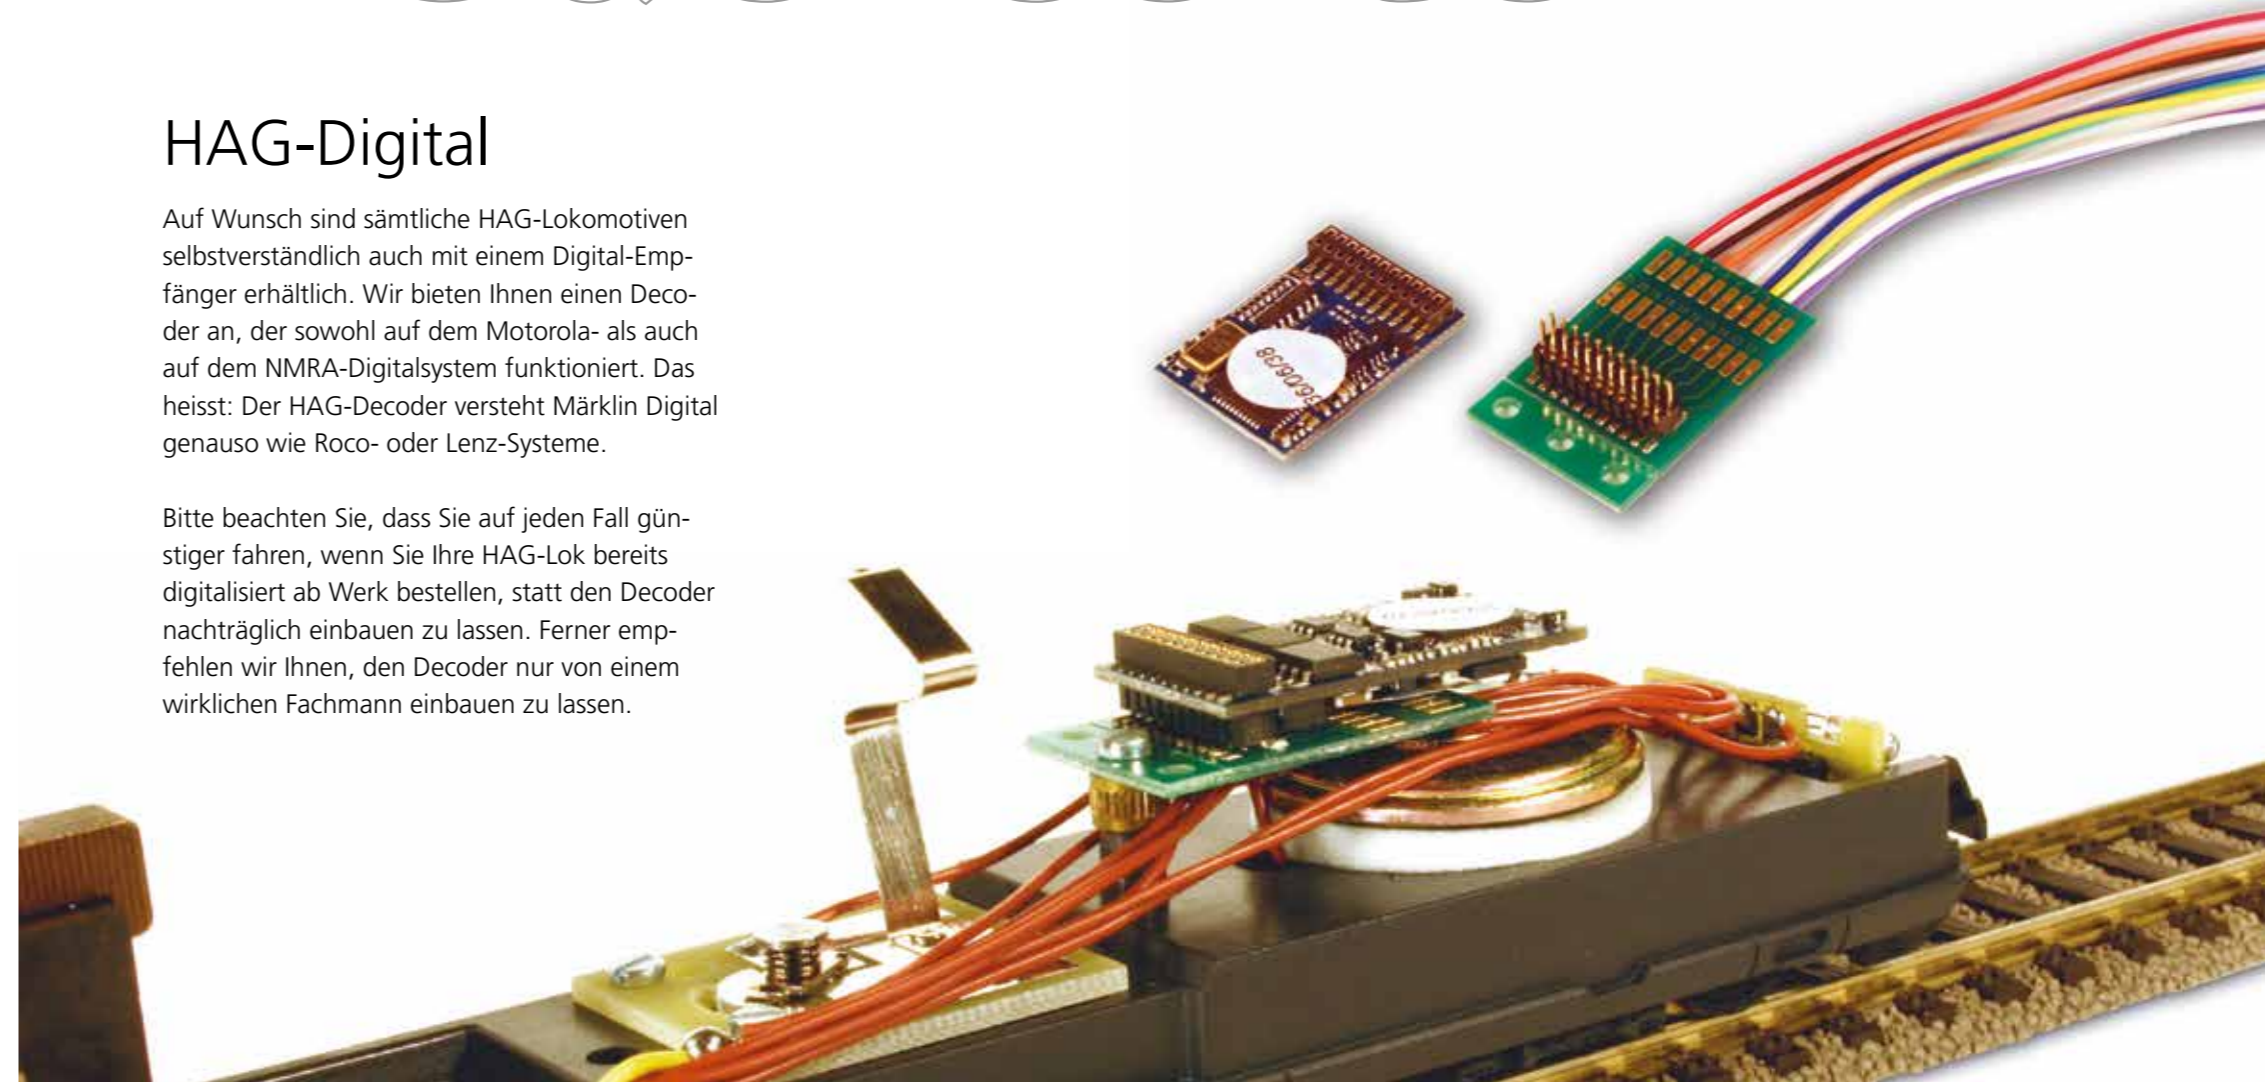 HAG-Digital
Auf Wunsch sind sämtliche HAG-Lokomotiven
selbstverständlich auch mit einem Digital-Emp-
fänger erhältlich. Wir bieten Ihnen einen Deco-
der an, der sowohl auf dem Motorola- als auch
auf dem NMRA-Digitalsystem funktioniert. Das
heisst: Der HAG-Decoder versteht Märklin Digital
genauso wie Roco- oder Lenz-Systeme.
Bitte beachten Sie, dass Sie auf jeden Fall gün-
stiger fahren, wenn Sie Ihre HAG-Lok bereits
digitalisiert ab Werk bestellen, statt den Decoder
nachträglich einbauen zu lassen. Ferner emp-
fehlen wir Ihnen, den Decoder nur von einem
wirklichen Fachmann einbauen zu lassen.